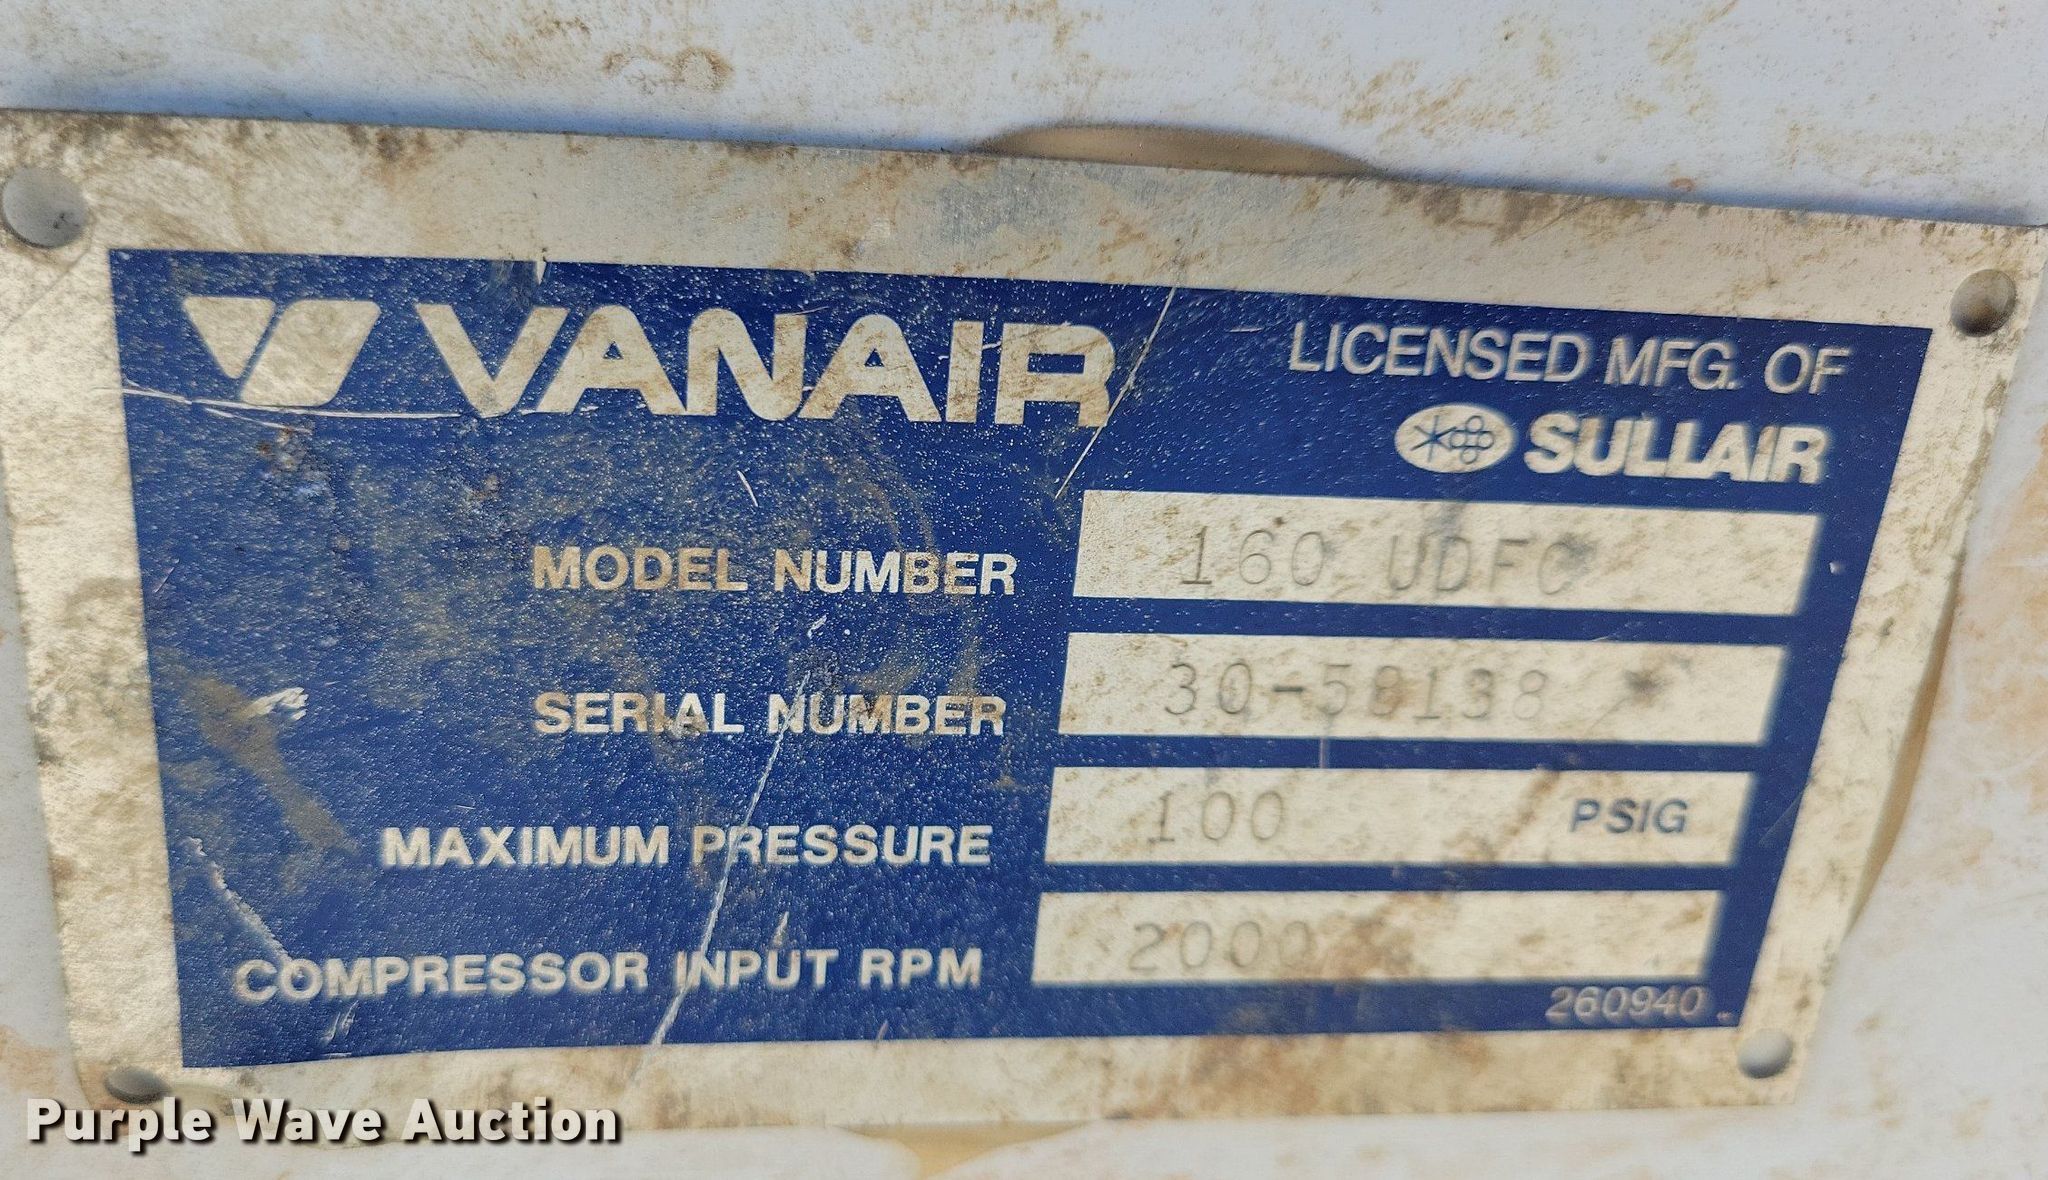 VANAIR
LICENSED MFG. OF
SULLAIR
MODEL NUMBER 160 UDFC
SERIAL NUMBER
MAXIMUM PRESSURE 100 PSIG
COMPRESSOR INPUT RPM 2000
260940
Purple Wave Auction